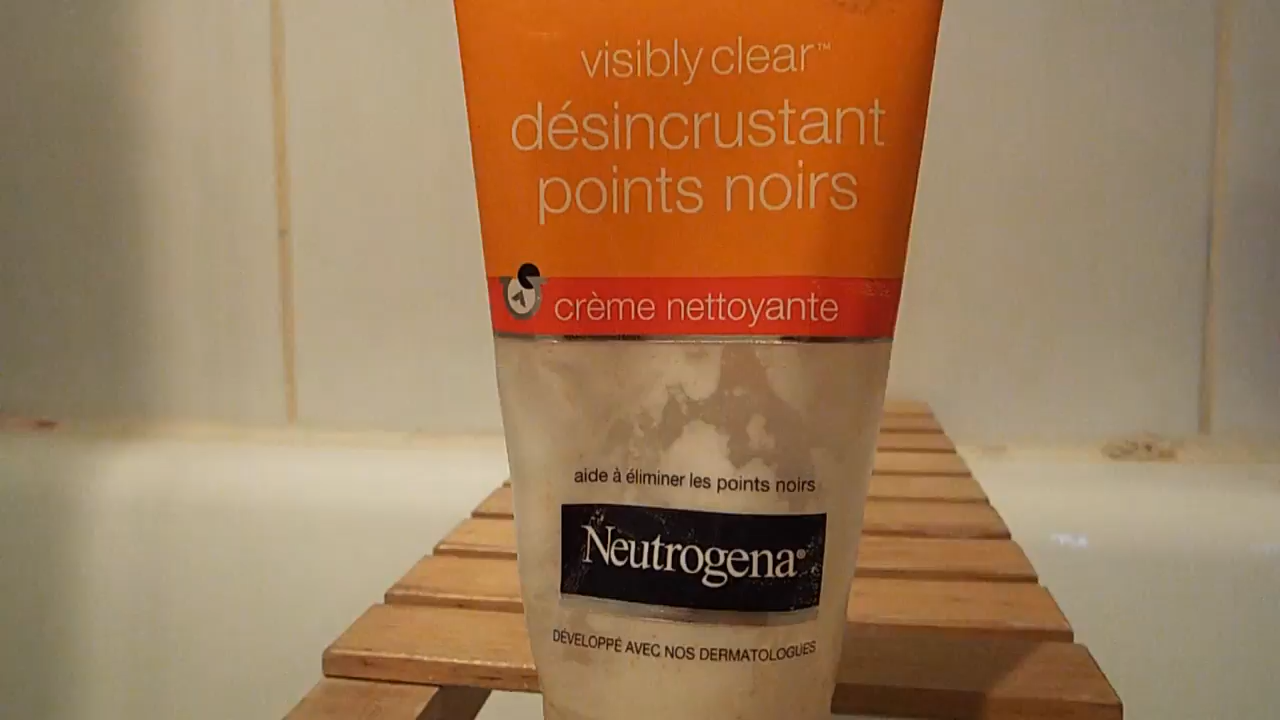 visibly clear™
désincrustant
points noirs
crème nettoyante
aide à éliminer les points noirs
Neutrogena®
DÉVELOPPÉ AVEC NOS DERMATOLOGUES